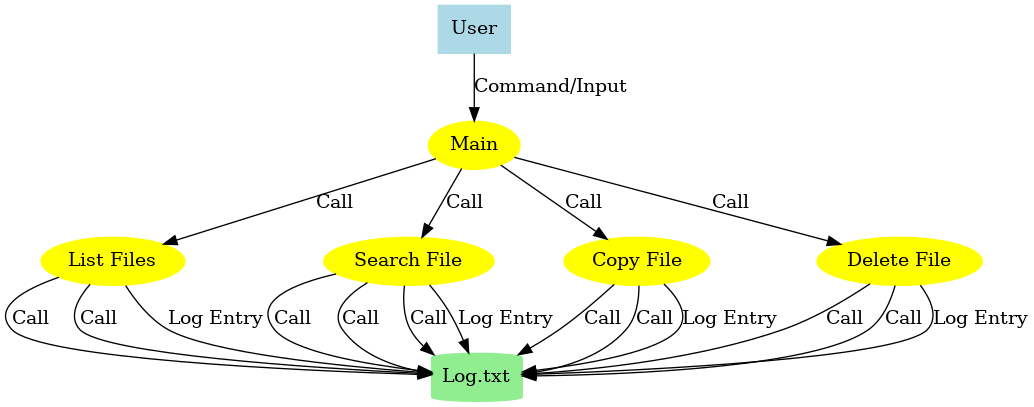 User
Command/Input
Main
Call
Call
Call
Call
List Files
Search File
Copy File
Delete File
Call
Call
Log Entry
Call
Call
Call
Log Entry
Call
Call
Log Entry
Call
Call
Log Entry
Log.txt